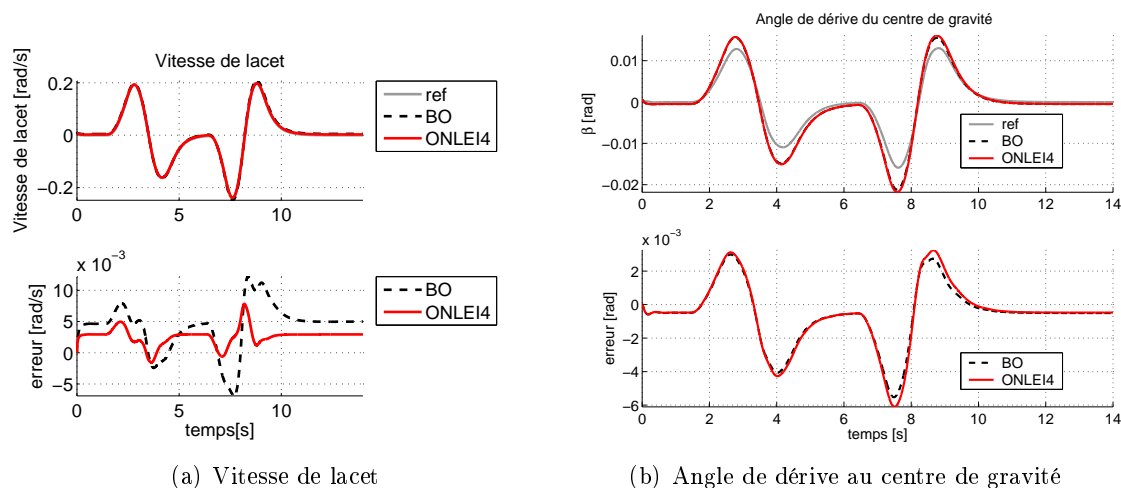 Vitesse de lacet
Vitesse de lacet [rad/s]
0.2
0
−0.2
0
5
10
ref
BO
ONLEI4
x 10⁻³
erreur [rad/s]
10
5
0
−5
0
5
10
temps[s]
BO
ONLEI4
(a) Vitesse de lacet
Angle de dérive du centre de gravité
β [rad]
0.01
0
−0.01
−0.02
0
2
4
6
8
10
12
14
ref
BO
ONLEI4
x 10⁻³
erreur [rad]
2
0
−2
−4
−6
0
2
4
6
8
10
12
14
temps [s]
BO
ONLEI4
(b) Angle de dérive au centre de gravité